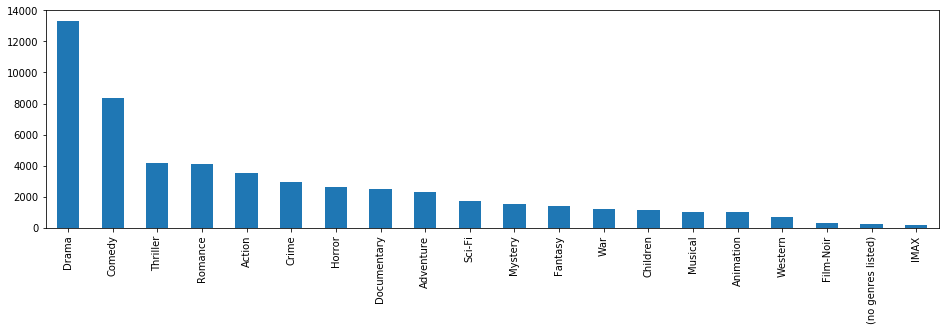 14000
12000
10000
8000
6000
4000
2000
0
Drama
Comedy
Thriller
Romance
Action
Crime
Horror
Documentary
Adventure
Sci-Fi
Mystery
Fantasy
War
Children
Musical
Animation
Western
Film-Noir
(no genres listed)
IMAX